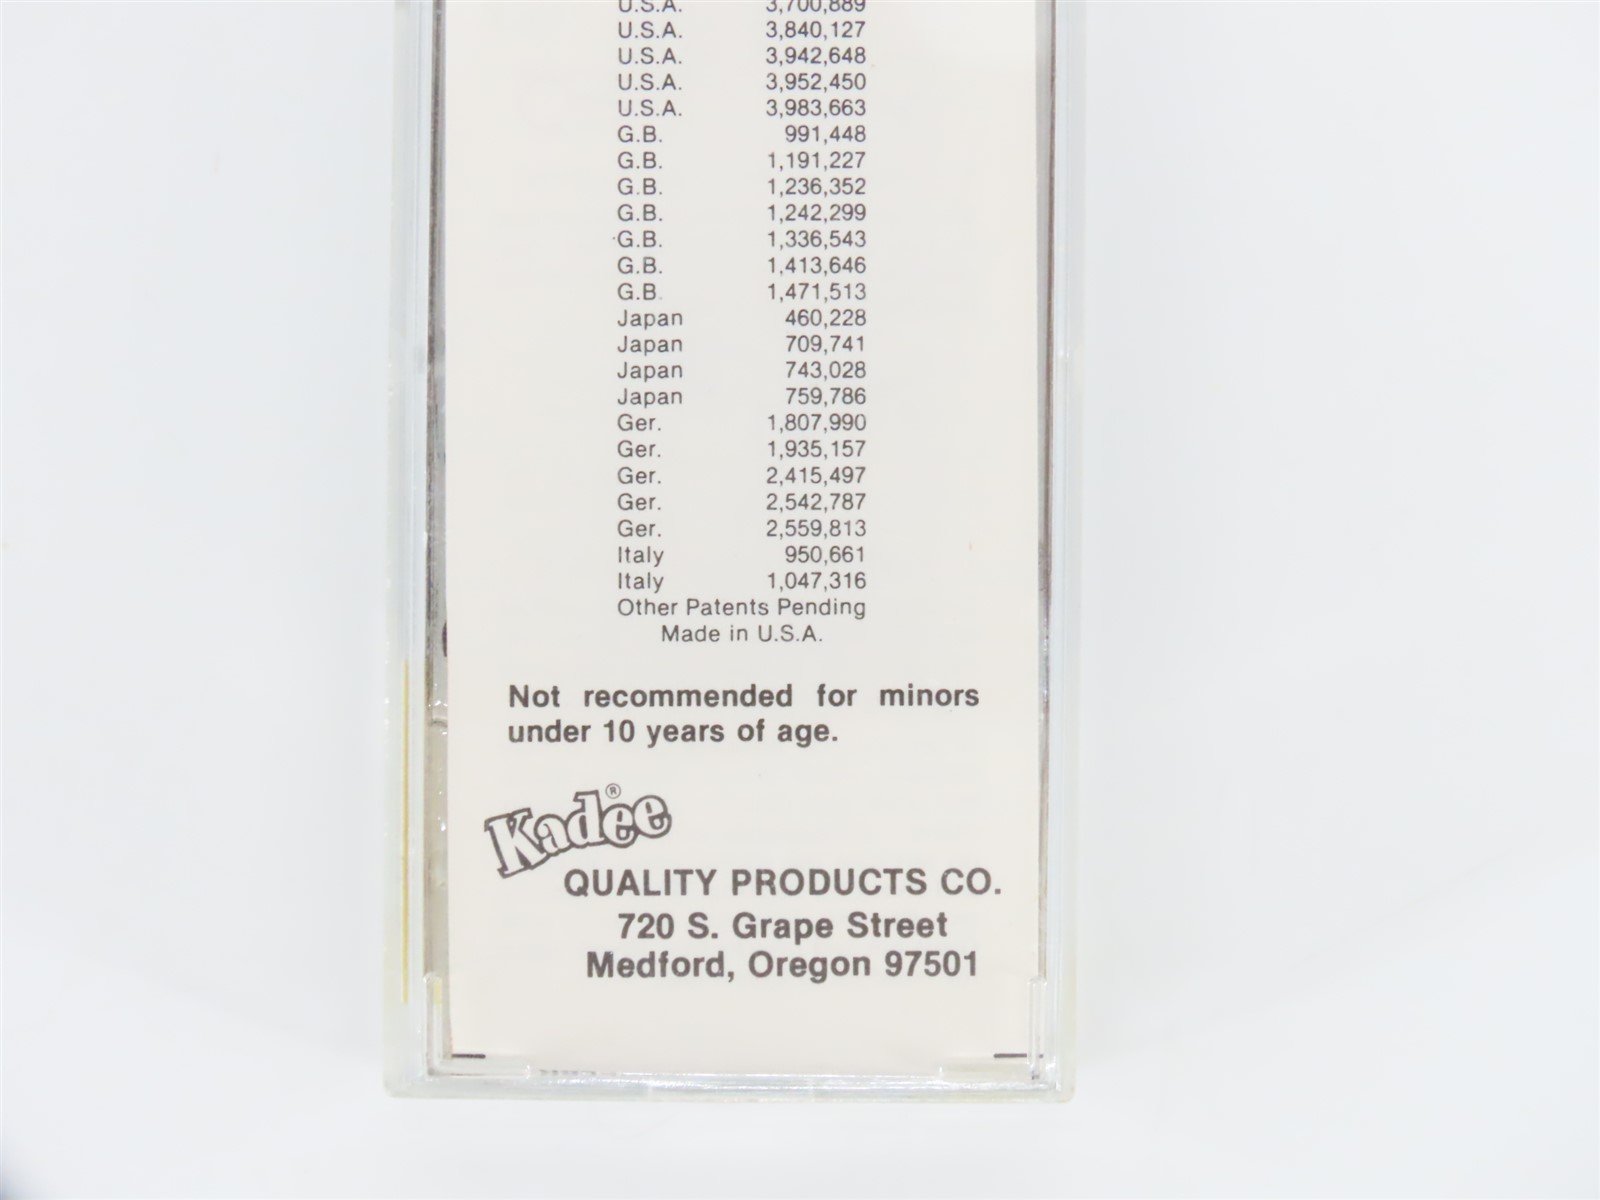 U.S.A. 3,700,889
U.S.A. 3,840,127
U.S.A. 3,942,648
U.S.A. 3,952,450
U.S.A. 3,983,663
G.B. 991,448
G.B. 1,191,227
G.B. 1,236,352
G.B. 1,242,299
G.B. 1,336,543
G.B. 1,413,646
G.B. 1,471,513
Japan 460,228
Japan 709,741
Japan 743,028
Japan 759,786
Ger. 1,807,990
Ger. 1,935,157
Ger. 2,415,497
Ger. 2,542,787
Ger. 2,559,813
Italy 950,661
Italy 1,047,316
Other Patents Pending
Made in U.S.A.
Not recommended for minors
under 10 years of age.
Kadee®
QUALITY PRODUCTS CO.
720 S. Grape Street
Medford, Oregon 97501